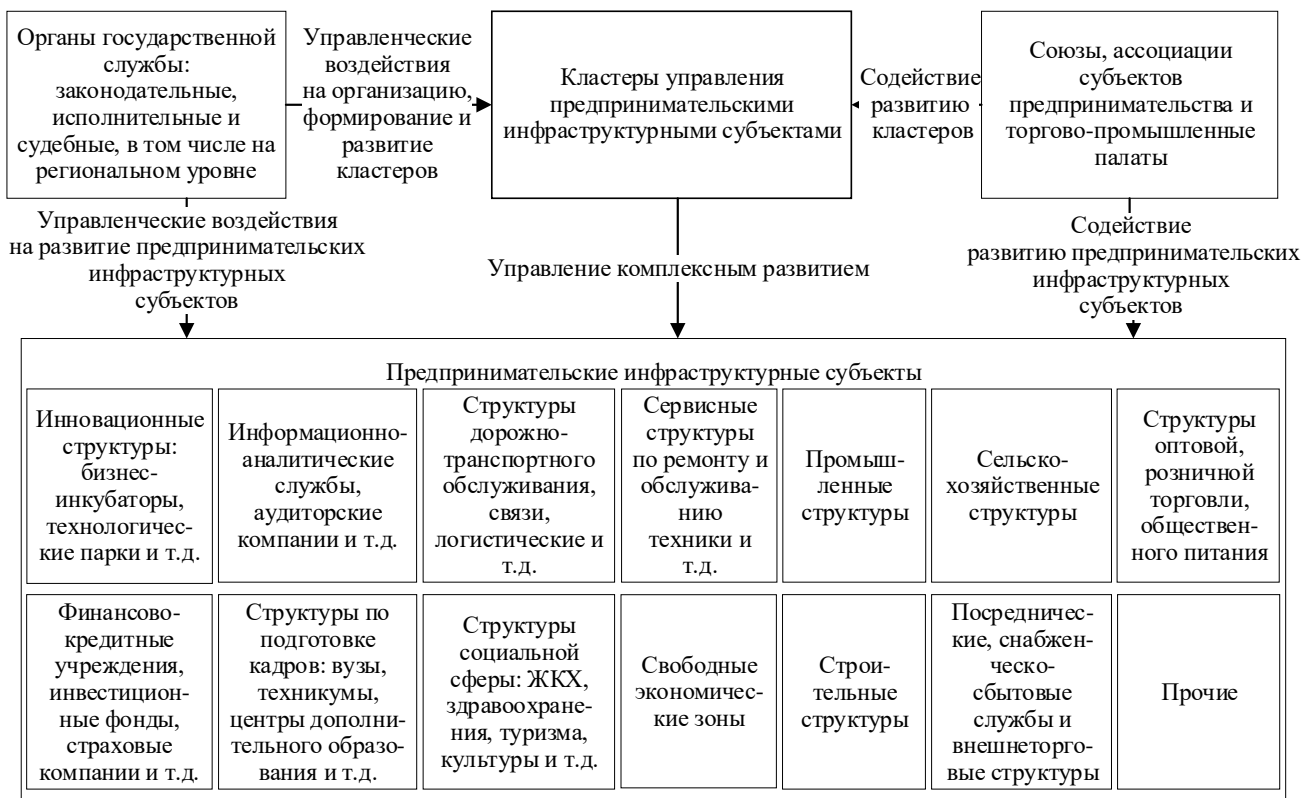 Органы государственной
службы:
законодательные,
исполнительные и
судебные, в том числе на
региональном уровне
Управленческие
воздействия
на организацию,
формирование и
развитие
кластеров
Кластеры управления
предпринимательскими
инфраструктурными субъектами
Содействие
развитию
кластеров
Союзы, ассоциации
субъектов
предпринимательства и
торгово-промышленные
палаты
Управленческие воздействия
на развитие предпринимательских
инфраструктурных
субъектов
Управление комплексным развитием
Содействие
развитию предпринимательских
инфраструктурных
субъектов
Предпринимательские инфраструктурные субъекты
Инновационные
структуры:
бизнес-
инкубаторы,
технологичес-
кие парки и т.д.
Информационно-
аналитические
службы,
аудиторские
компании и т.д.
Структуры
дорожно-
транспортного
обслуживания,
связи,
логистические и
т.д.
Сервисные
структуры
по ремонту и
обслужива-
нию
техники и
т.д.
Промыш-
ленные
структуры
Сельско-
хозяйственные
структуры
Структуры
оптовой,
розничной
торговли,
обществен-
ного питания
Финансово-
кредитные
учреждения,
инвестицион-
ные фонды,
страховые
компании и т.д.
Структуры по
подготовке
кадров: вузы,
техникумы,
центры дополни-
тельного образо-
вания и т.д.
Структуры
социальной
сферы: ЖКХ,
здравоохране-
ния, туризма,
культуры и т.д.
Свободные
экономичес-
кие зоны
Строи-
тельные
структуры
Посредничес-
кие, снабжен-
ческо-
сбытовые
службы и
внешнеторго-
вые структуры
Прочие